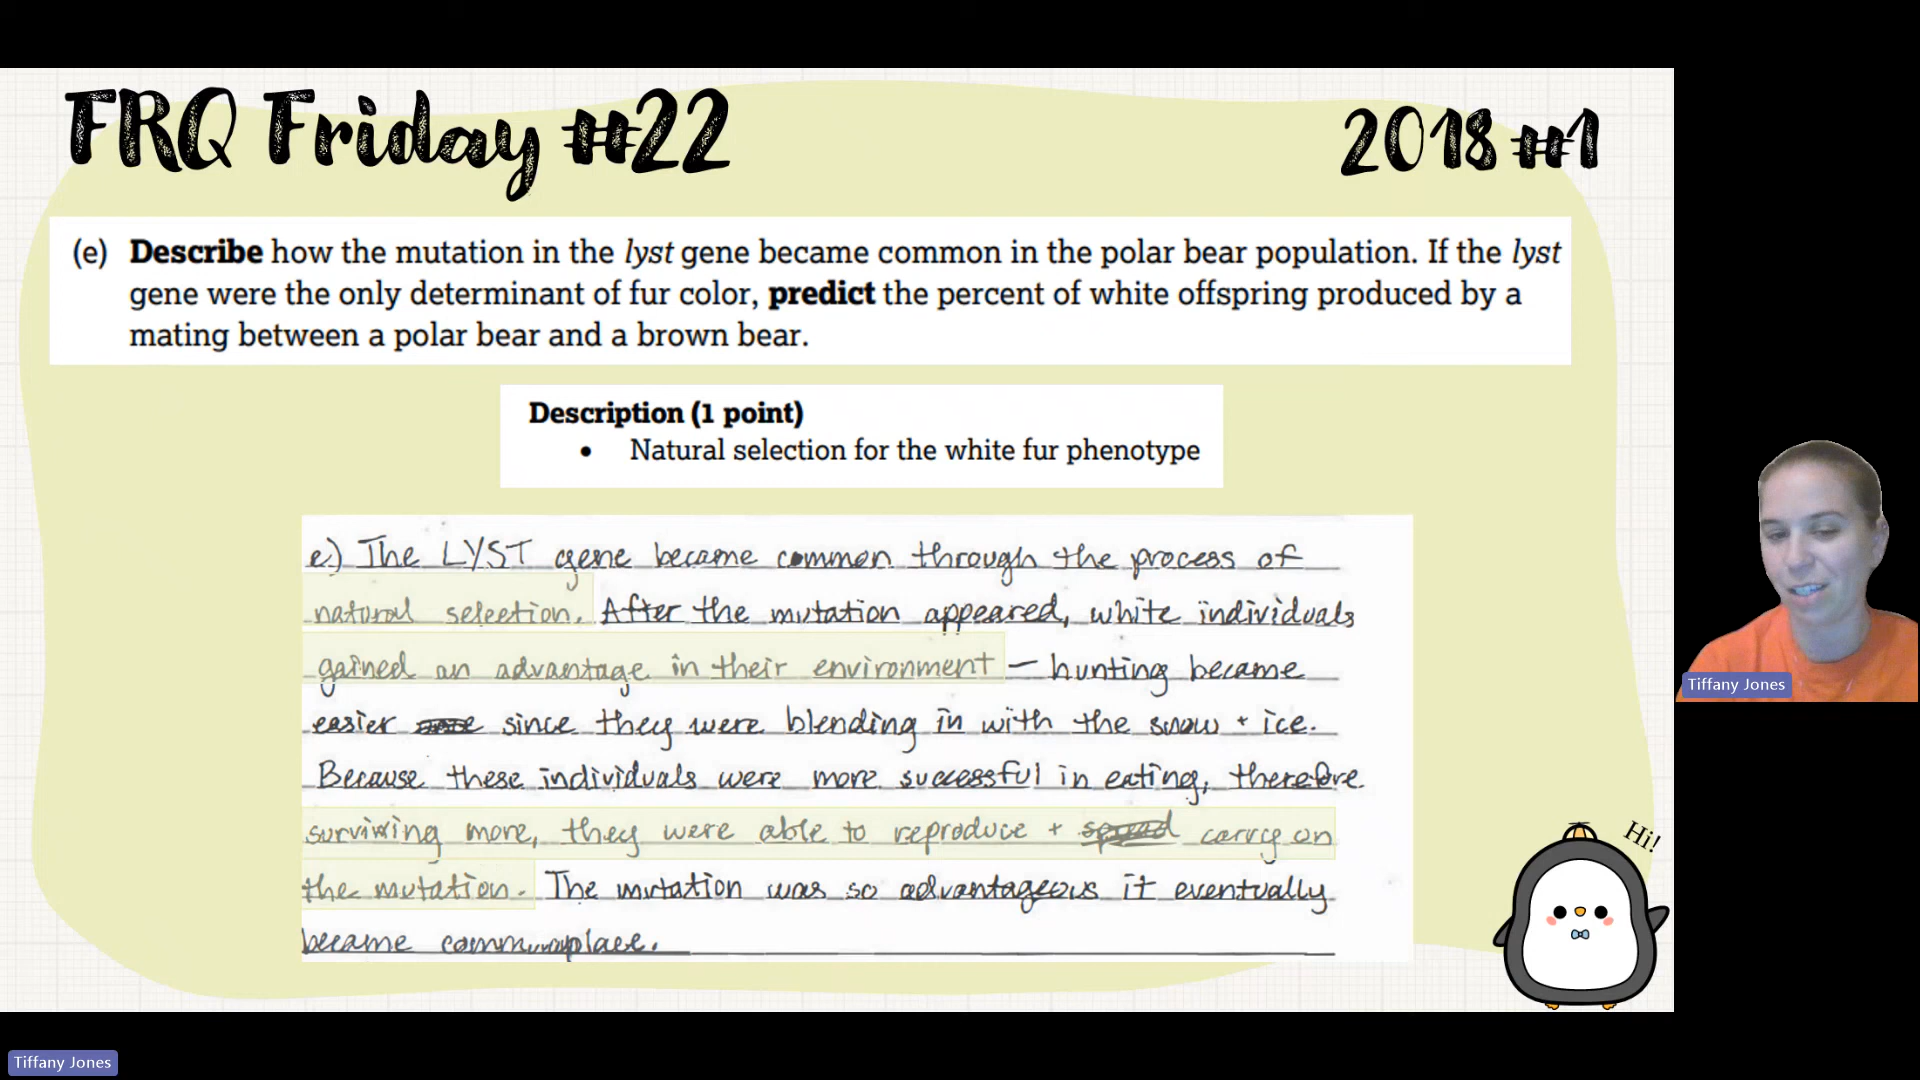 FRQ Friday #22
2018 #1
(e) Describe how the mutation in the lyst gene became common in the polar bear population. If the lyst
gene were the only determinant of fur color, predict the percent of white offspring produced by a
mating between a polar bear and a brown bear.
Description (1 point)
• Natural selection for the white fur phenotype
e.) The LYST gene became common through the process of
natural selection. After the mutation appeared, white individuals
gained an advantage in their environment — hunting became
easier since they were blending in with the snow + ice.
Because these individuals were more successful in eating, therefore
surviving more, they were able to reproduce + carry on
the mutation. The mutation was so advantageous it eventually
became commonplace.
Hi!
Tiffany Jones
Tiffany Jones